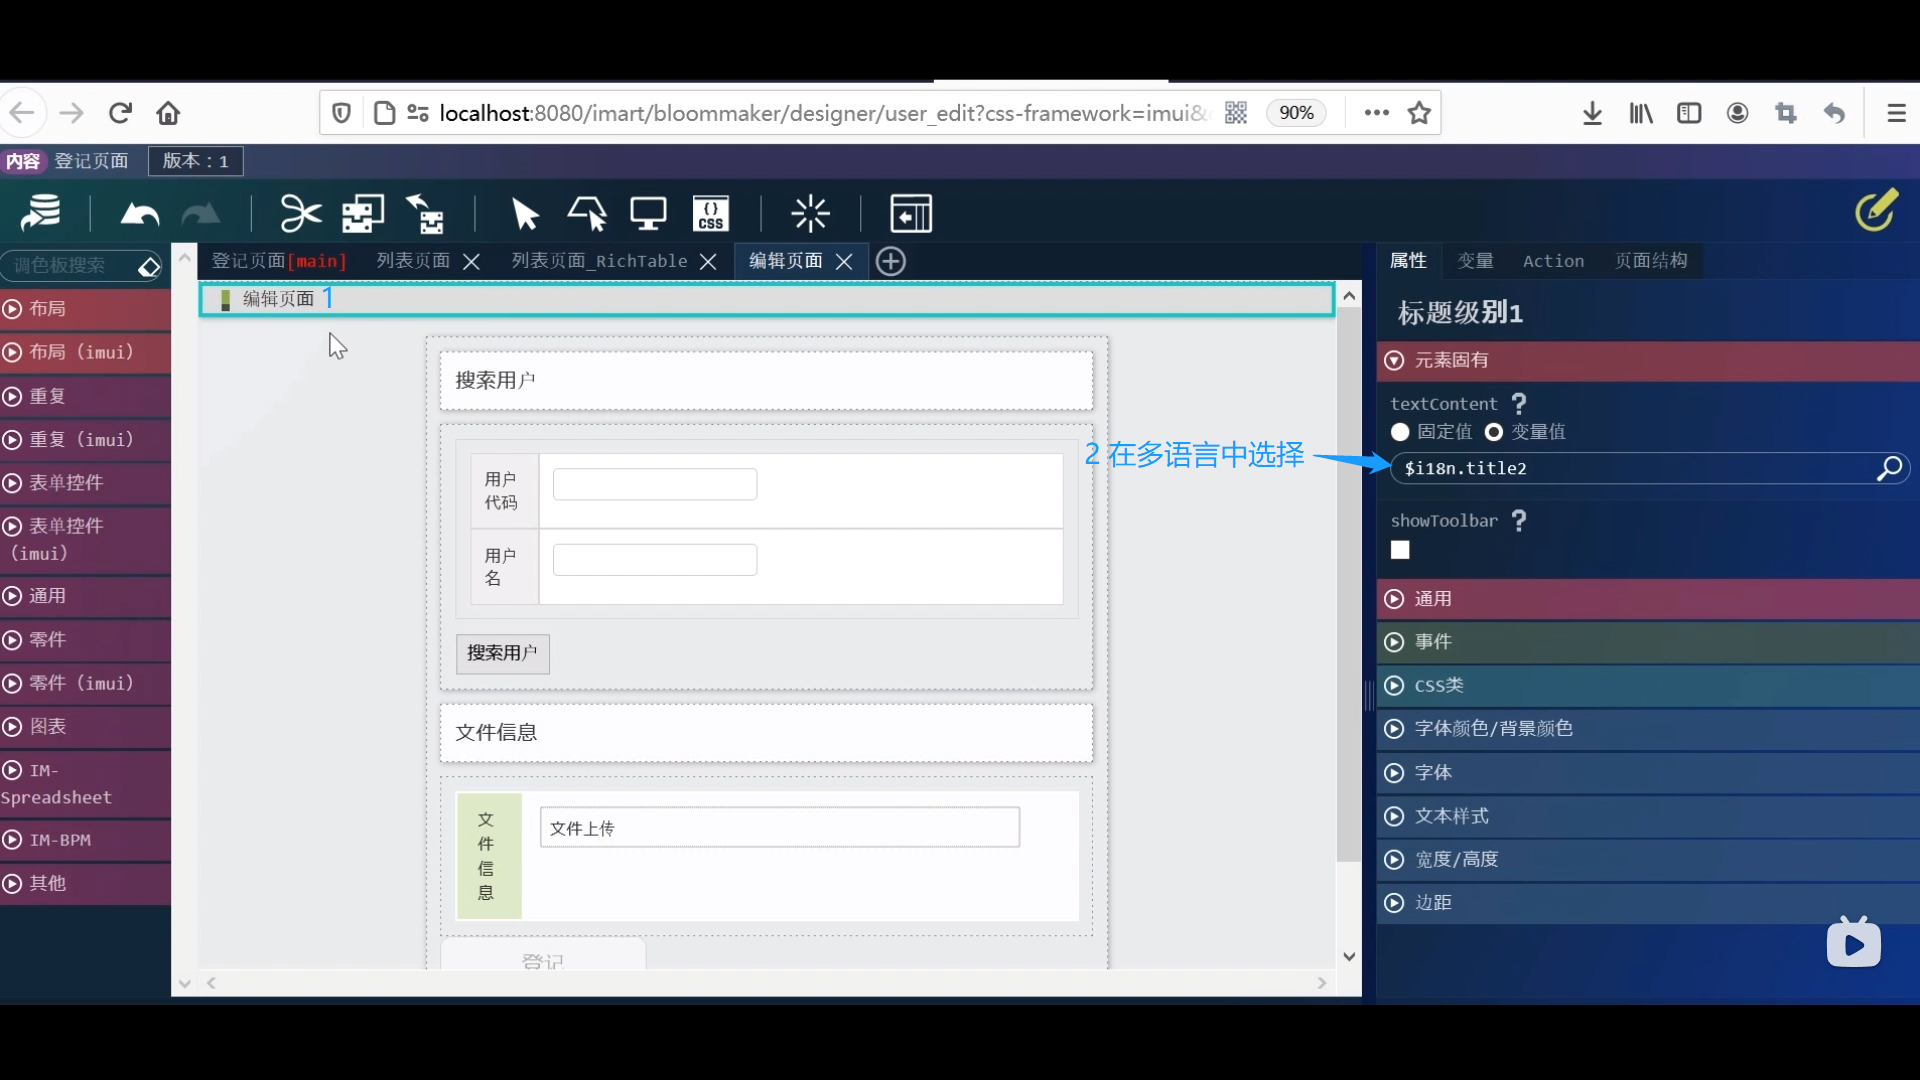 localhost:8080/imart/bloommaker/designer/user_edit?css-framework=imui&
90%
内容 登记页面 版本：1
{} css
调色板搜索
登记页面[main] 列表页面 列表页面_RichTable 编辑页面
属性 变量 Action 页面结构
布局
布局（imui）
重复
重复（imui）
表单控件
表单控件
（imui）
通用
零件
零件（imui）
图表
IM-
Spreadsheet
IM-BPM
其他
编辑页面 1
搜索用户
用户
代码
用户
名
搜索用户
文件信息
文
件
信
息
文件上传
登记
2 在多语言中选择
标题级别1
元素固有
textContent ?
固定值 变量值
$i18n.title2
showToolbar ?
通用
事件
CSS类
字体颜色/背景颜色
字体
文本样式
宽度/高度
边距